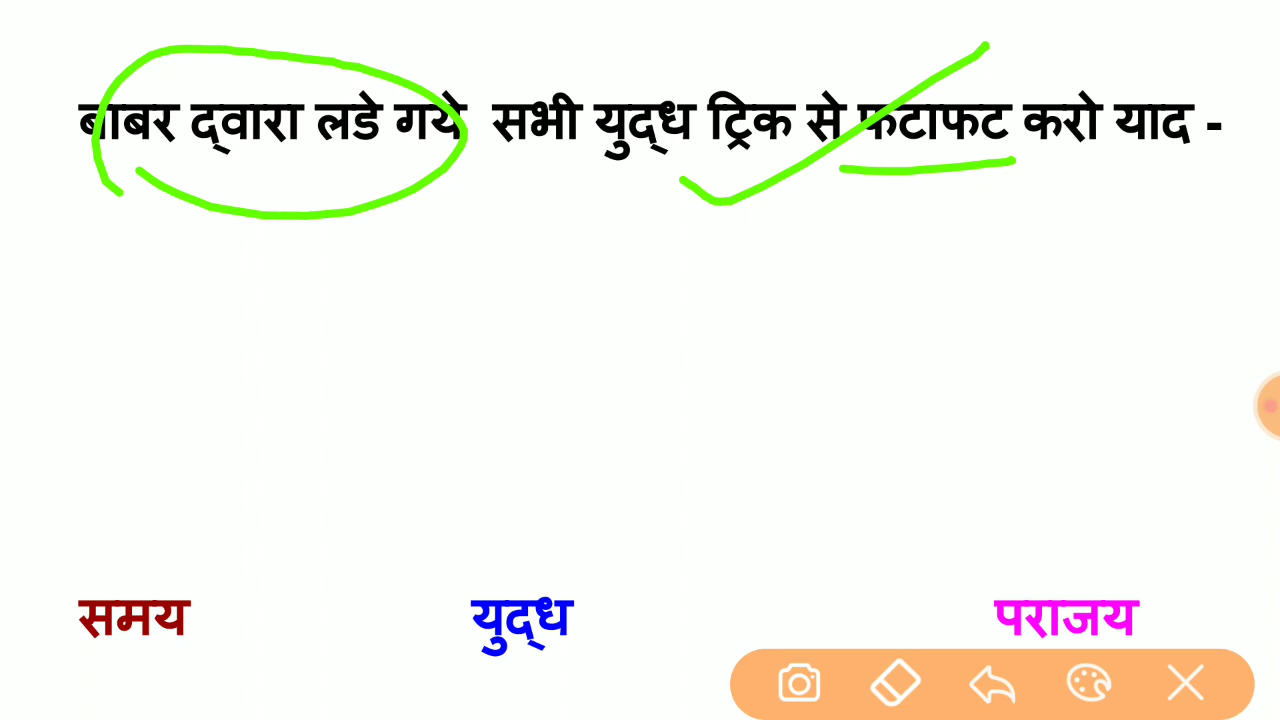 बाबर द्वारा लडे गये सभी युद्ध ट्रिक से फटाफट करो याद -
समय युद्ध पराजय